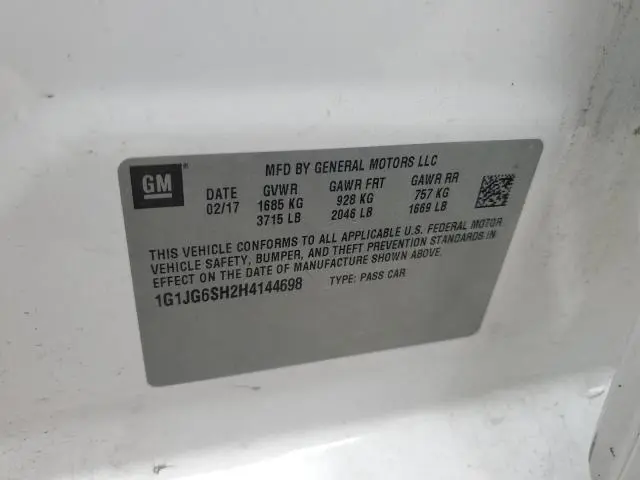 GM ®
MFD BY GENERAL MOTORS LLC
DATE GVWR GAWR FRT GAWR RR
02/17 1685 KG 928 KG 757 KG
3715 LB 2046 LB 1669 LB
THIS VEHICLE CONFORMS TO ALL APPLICABLE U.S. FEDERAL MOTOR
VEHICLE SAFETY, BUMPER, AND THEFT PREVENTION STANDARDS IN
EFFECT ON THE DATE OF MANUFACTURE SHOWN ABOVE.
1G1JG6SH2H4144698 TYPE: PASS CAR